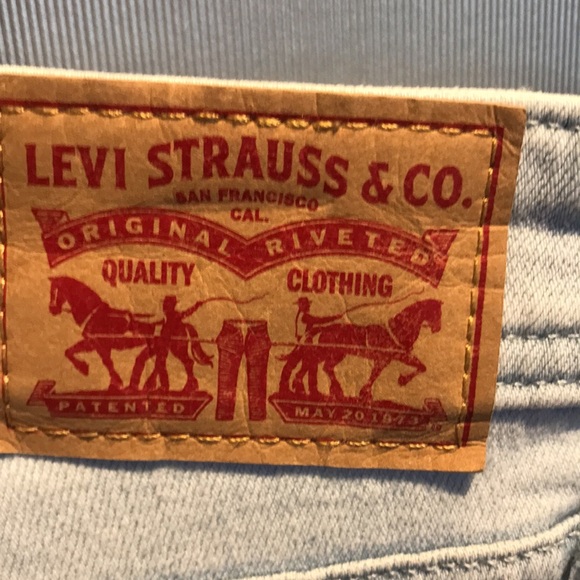 LEVI STRAUSS & CO.
SAN FRANCISCO
CAL.
ORIGINAL RIVETED
QUALITY CLOTHING
PATENTED MAY 20 1873